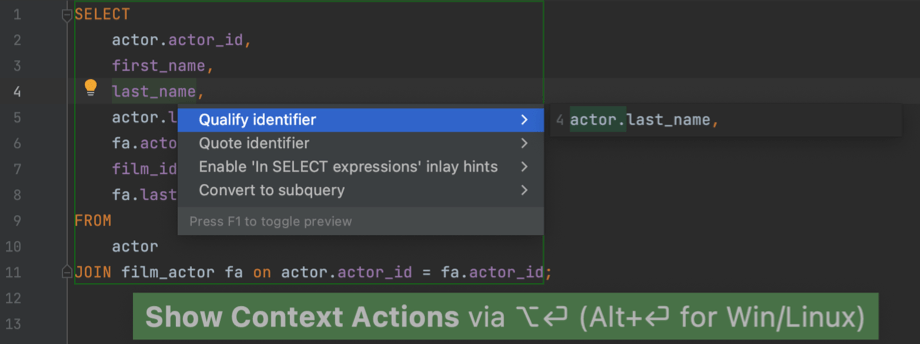 1 SELECT
2 actor.actor_id,
3 first_name,
4 last_name,
5 actor.l
6 fa.acto
7 film_id
8 fa.last
9 FROM
10 actor
11 JOIN film_actor fa on actor.actor_id = fa.actor_id;
12
13
Qualify identifier
Quote identifier
Enable 'In SELECT expressions' inlay hints
Convert to subquery
Press F1 to toggle preview
4 actor.last_name,
Show Context Actions via ⌥⏎ (Alt+⏎ for Win/Linux)